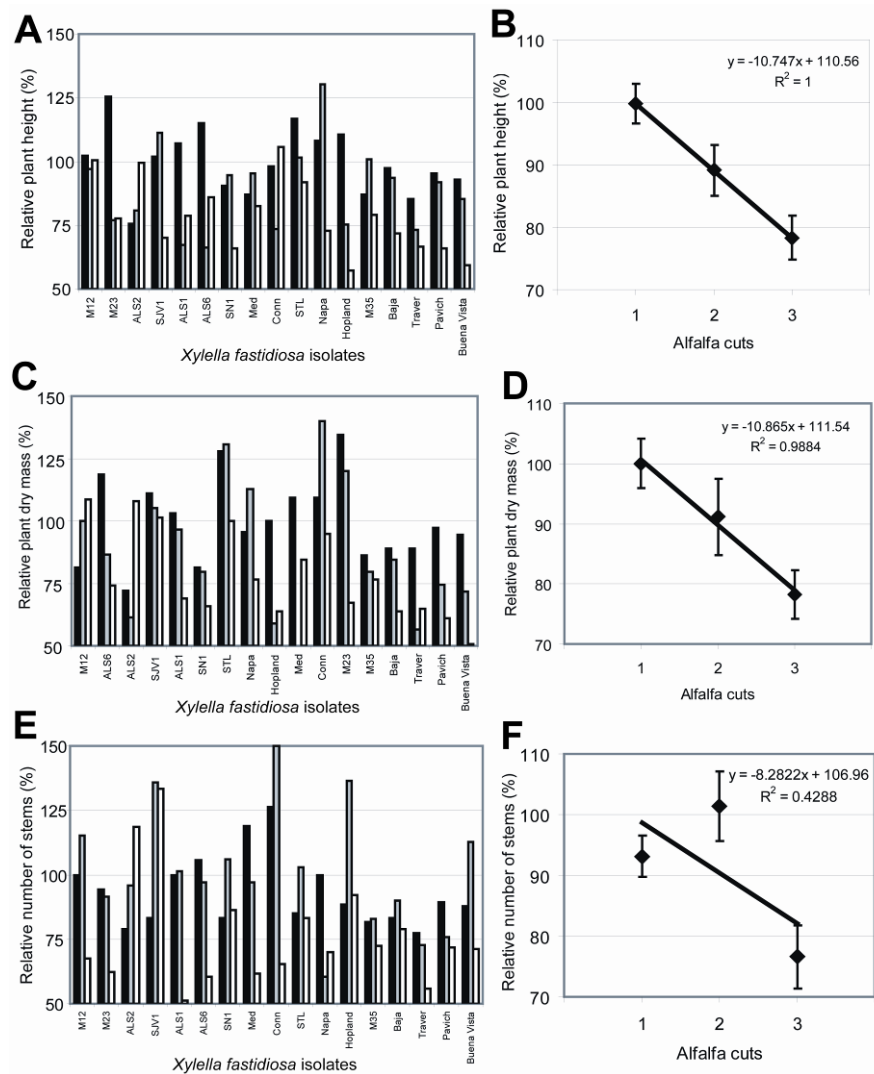 A
150
125
100
75
50
Relative plant height (%)
M12
M23
ALS2
SJV1
ALS1
ALS6
SN1
Med
Conn
STL
Napa
Hopland
M35
Baja
Traver
Pavich
Buena Vista
Xylella fastidiosa isolates
B
110
100
90
80
70
Relative plant height (%)
y = -10.747x + 110.56
R² = 1
1 2 3
Alfalfa cuts
C
150
125
100
75
50
Relative plant dry mass (%)
M12
ALS6
ALS2
SJV1
ALS1
SN1
STL
Napa
Hopland
Med
Conn
M23
M35
Baja
Traver
Pavich
Buena Vista
Xylella fastidiosa isolates
D
110
100
90
80
70
Relative plant dry mass (%)
y = -10.865x + 111.54
R² = 0.9884
1 2 3
Alfalfa cuts
E
150
125
100
75
50
Relative number of stems (%)
M12
M23
ALS2
SJV1
ALS1
ALS6
SN1
Med
Conn
STL
Napa
Hopland
M35
Baja
Traver
Pavich
Buena Vista
Xylella fastidiosa isolates
F
110
100
90
80
70
Relative number of stems (%)
y = -8.2822x + 106.96
R² = 0.4288
1 2 3
Alfalfa cuts